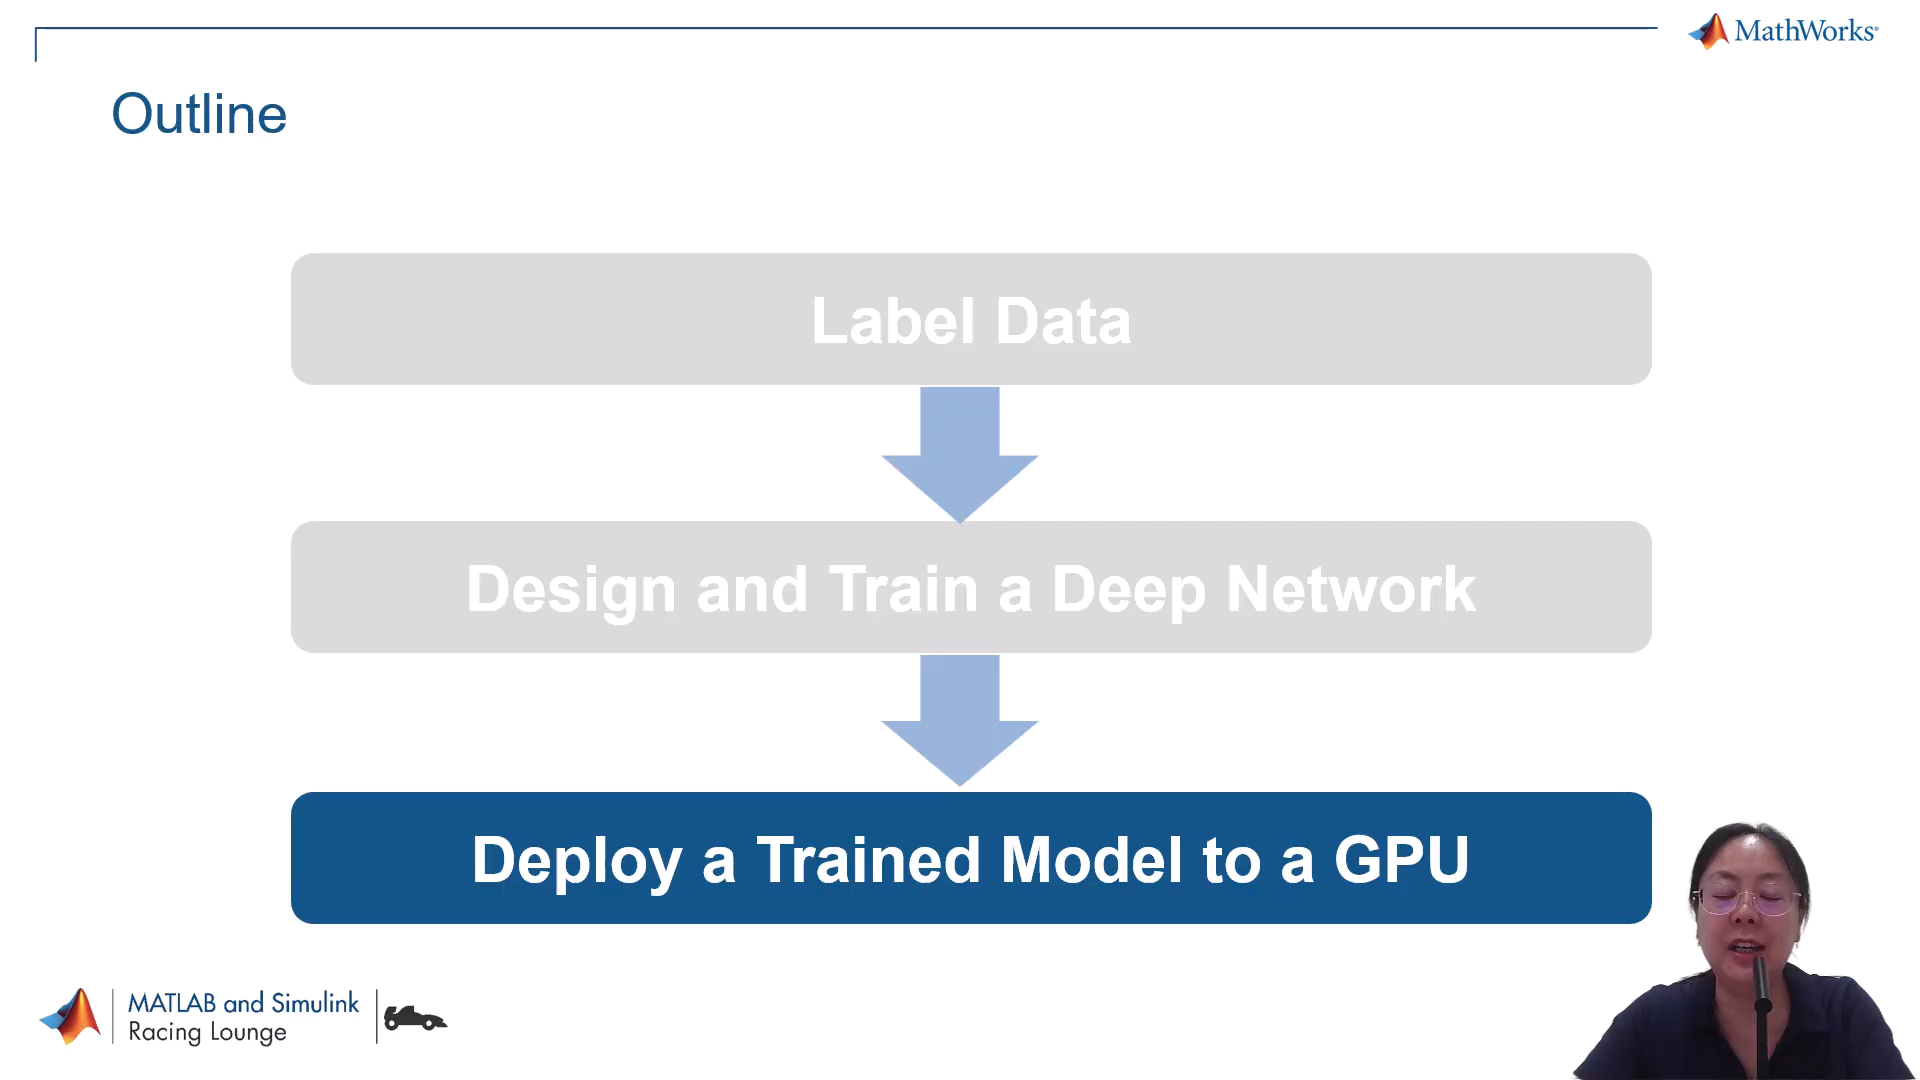 MathWorks®
Outline
Label Data
Design and Train a Deep Network
Deploy a Trained Model to a GPU
MATLAB and Simulink
Racing Lounge